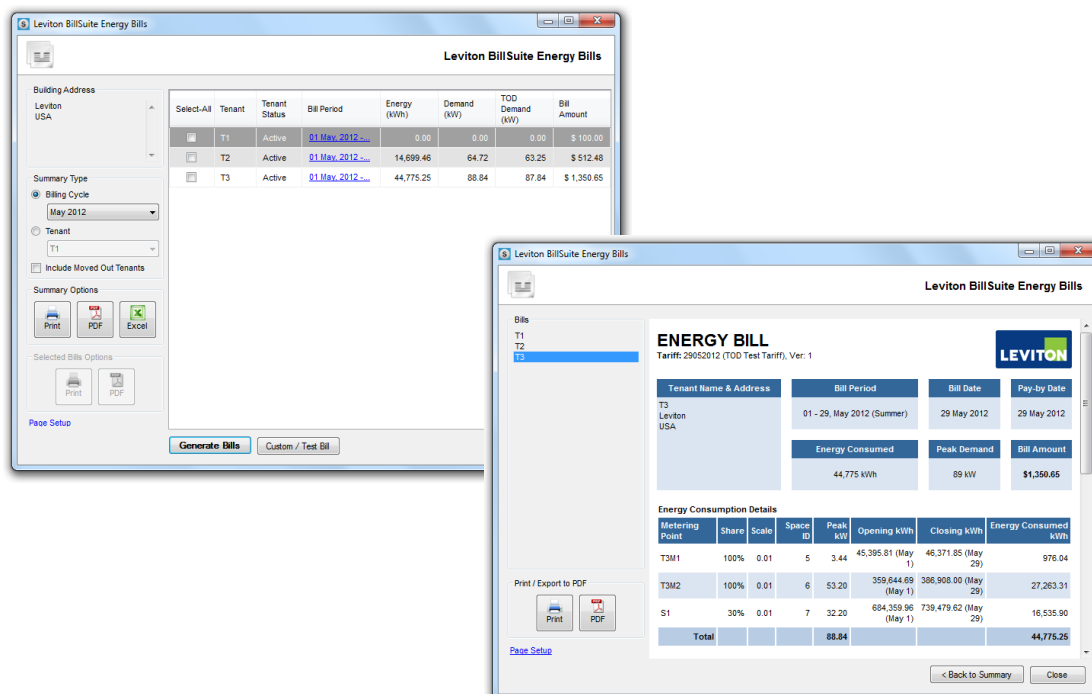 Leviton BillSuite Energy Bills
Leviton BillSuite Energy Bills
Building Address
Leviton
USA
Summary Type
Billing Cycle
May 2012
Tenant
T1
Include Moved Out Tenants
Summary Options
Print PDF Excel
Selected Bills Options
Print PDF
Page Setup
Select-All Tenant Tenant Status Bill Period Energy (kWh) Demand (kW) TOD Demand (kW) Bill Amount
T1 Active 01 May, 2012 -... 0.00 0.00 0.00 $ 100.00
T2 Active 01 May, 2012 -... 14,699.46 64.72 63.25 $ 512.48
T3 Active 01 May, 2012 -... 44,775.25 88.84 87.84 $ 1,350.65
Generate Bills Custom / Test Bill
Leviton BillSuite Energy Bills
Leviton BillSuite Energy Bills
Bills
T1
T2
T3
Print / Export to PDF
Print PDF
Page Setup
ENERGY BILL
Tariff: 29052012 (TOD Test Tariff), Ver: 1
LEVITON
Tenant Name & Address Bill Period Bill Date Pay-by Date
T3
Leviton
USA
01 - 29, May 2012 (Summer) 29 May 2012 29 May 2012
Energy Consumed Peak Demand Bill Amount
44,775 kWh 89 kW $1,350.65
Energy Consumption Details
Metering Point Share Scale Space ID Peak kW Opening kWh Closing kWh Energy Consumed kWh
T3M1 100% 0.01 5 3.44 45,395.81 (May 1) 46,371.85 (May 29) 976.04
T3M2 100% 0.01 6 53.20 359,644.69 (May 1) 386,908.00 (May 29) 27,263.31
S1 30% 0.01 7 32.20 684,359.96 (May 1) 739,479.62 (May 29) 16,535.90
Total 88.84 44,775.25
< Back to Summary Close